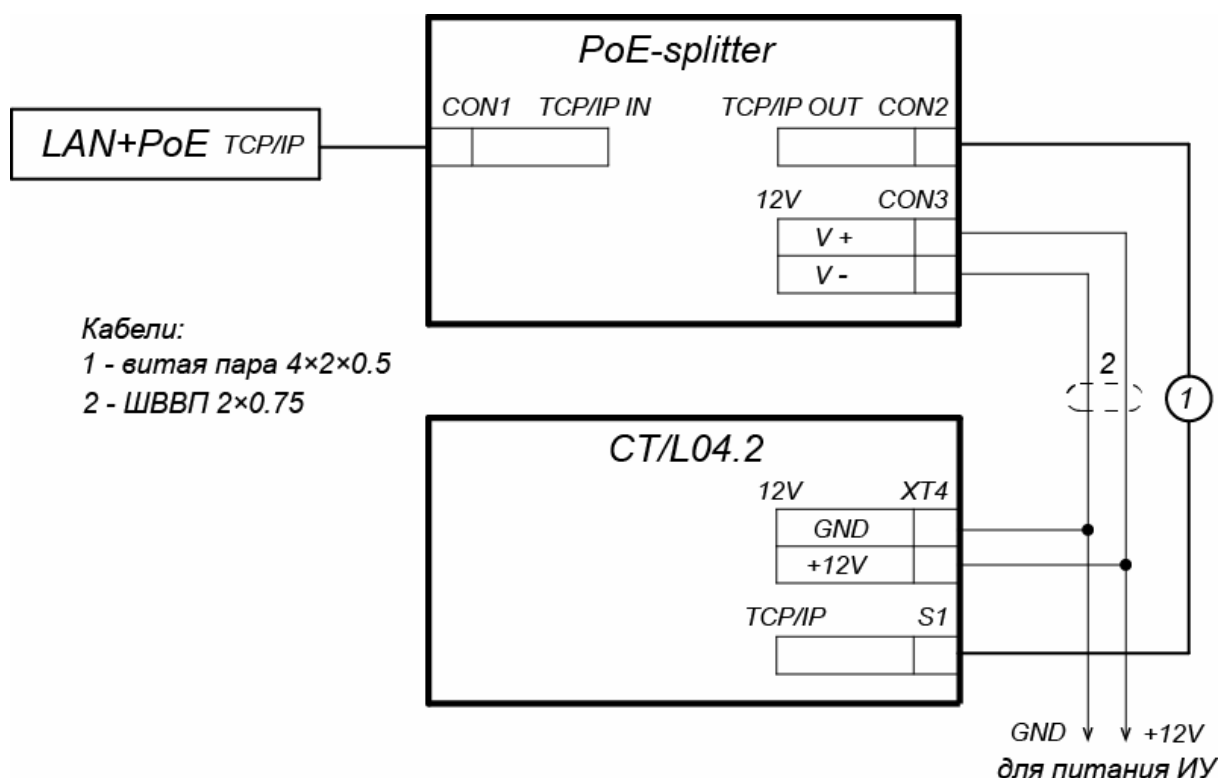 PoE-splitter
CON1 TCP/IP IN TCP/IP OUT CON2
LAN+PoE TCP/IP
12V CON3
V +
V -
Кабели:
1 - витая пара 4×2×0.5
2 - ШВВП 2×0.75
2
1
CT/L04.2
12V XT4
GND
+12V
TCP/IP S1
GND +12V
для питания ИУ